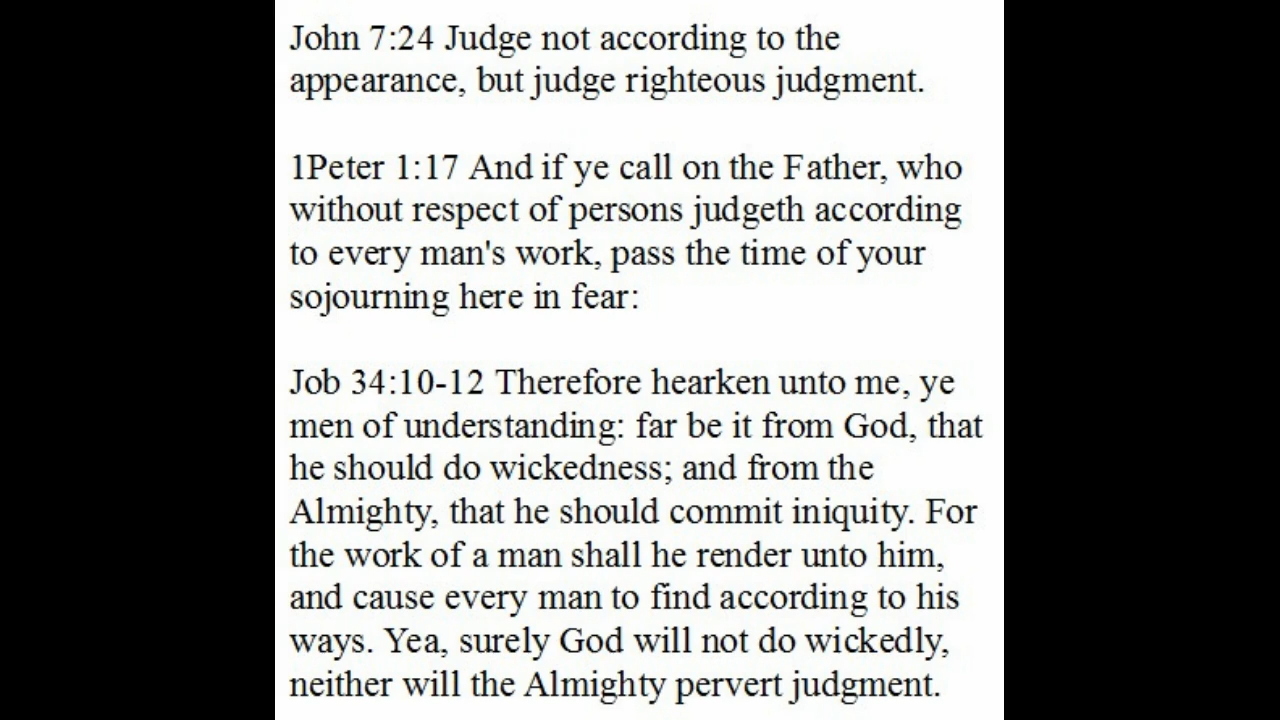 John 7:24 Judge not according to the
appearance, but judge righteous judgment.
1Peter 1:17 And if ye call on the Father, who
without respect of persons judgeth according
to every man's work, pass the time of your
sojourning here in fear:
Job 34:10-12 Therefore hearken unto me, ye
men of understanding: far be it from God, that
he should do wickedness; and from the
Almighty, that he should commit iniquity. For
the work of a man shall he render unto him,
and cause every man to find according to his
ways. Yea, surely God will not do wickedly,
neither will the Almighty pervert judgment.